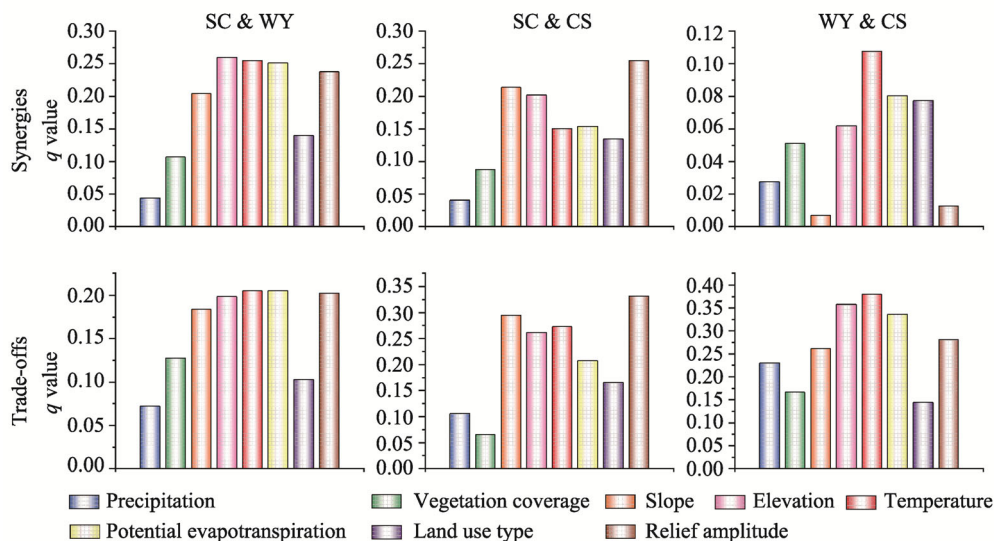 SC & WY
SC & CS
WY & CS
Synergies
q value
0.30
0.25
0.20
0.15
0.10
0.05
0.00
0.30
0.25
0.20
0.15
0.10
0.05
0.00
0.12
0.10
0.08
0.06
0.04
0.02
0.00
Trade-offs
q value
0.20
0.15
0.10
0.05
0.00
0.35
0.30
0.25
0.20
0.15
0.10
0.05
0.00
0.40
0.35
0.30
0.25
0.20
0.15
0.10
0.05
0.00
Precipitation
Vegetation coverage
Slope
Elevation
Temperature
Potential evapotranspiration
Land use type
Relief amplitude